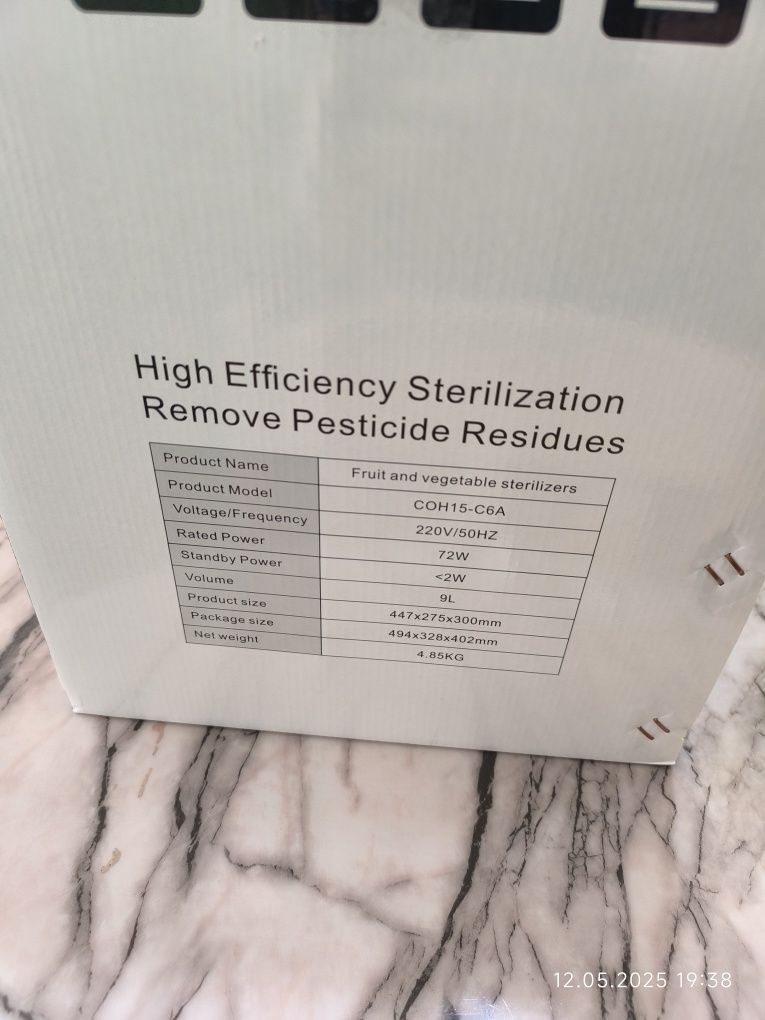 High Efficiency Sterilization
Remove Pesticide Residues
Product Name Fruit and vegetable sterilizers
Product Model COH15-C6A
Voltage/Frequency 220V/50HZ
Rated Power 72W
Standby Power <2W
Volume 9L
Product size 447x275x300mm
Package size 494x328x402mm
Net weight 4.85KG
12.05.2025 19:38